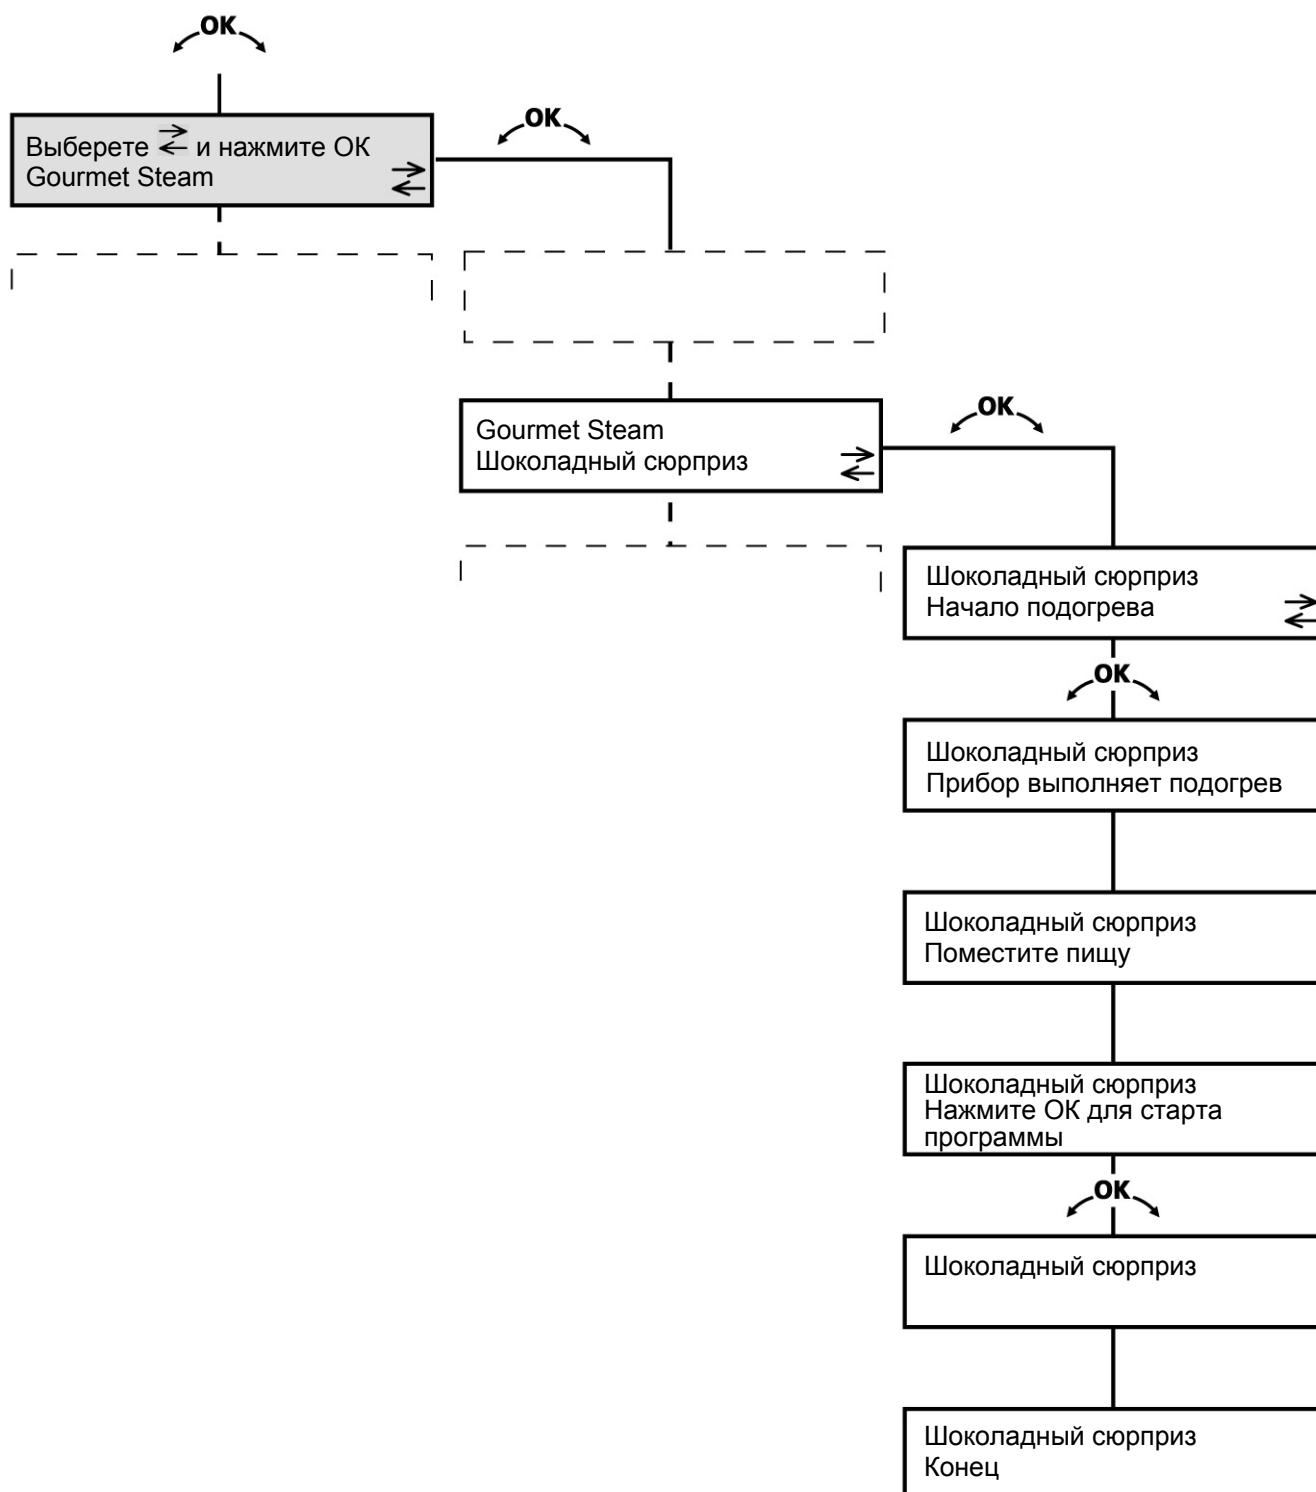 OK
Выберете ⇄ и нажмите ОК
Gourmet Steam
OK
Gourmet Steam
Шоколадный сюрприз
OK
Шоколадный сюрприз
Начало подогрева
OK
Шоколадный сюрприз
Прибор выполняет подогрев
Шоколадный сюрприз
Поместите пищу
Шоколадный сюрприз
Нажмите ОК для старта
программы
OK
Шоколадный сюрприз
Шоколадный сюрприз
Конец